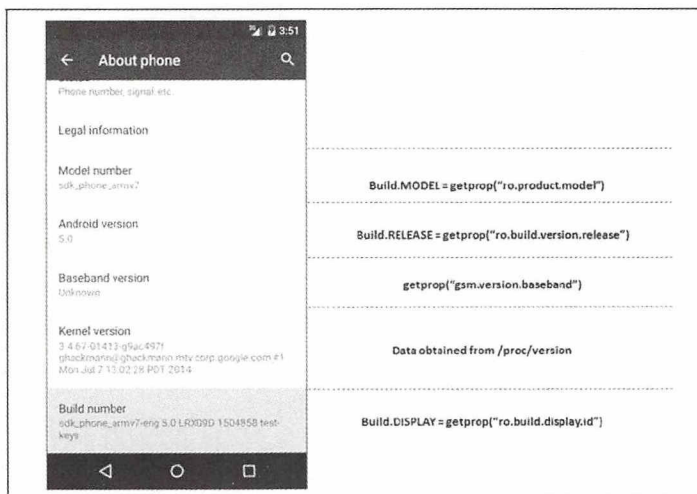 3G 3:51
← About phone
Phone number, signal, etc.
Legal information
Model number
sdk_phone_armv7
Build.MODEL = getprop("ro.product.model")
Android version
5.0
Build.RELEASE = getprop("ro.build.version.release")
Baseband version
Unknown
getprop("gsm.version.baseband")
Kernel version
3.4.67-01413-g9ac497f
ghackmann@ghackmann.mtv.corp.google.com #1
Mon Jul 7 13:02:28 PDT 2014
Data obtained from /proc/version
Build number
sdk_phone_armv7-eng 5.0 LRX09D 1504858 test-
keys
Build.DISPLAY = getprop("ro.build.display.id")